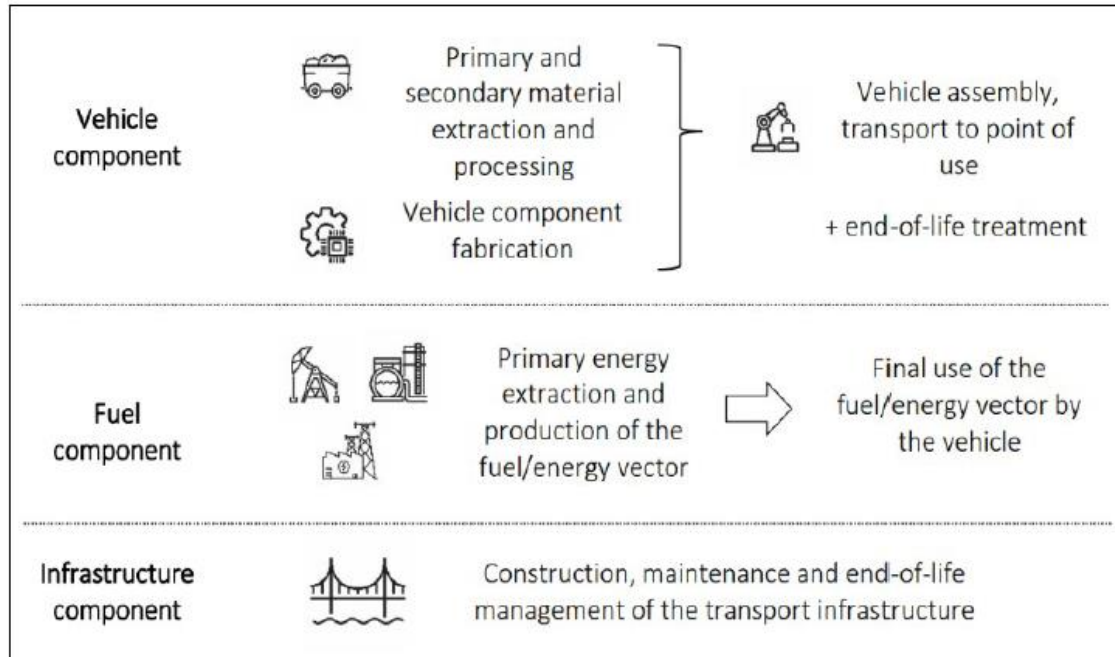 Vehicle
component
Primary and
secondary material
extraction and
processing
Vehicle component
fabrication
Vehicle assembly,
transport to point of
use
+ end-of-life treatment
Fuel
component
Primary energy
extraction and
production of the
fuel/energy vector
Final use of the
fuel/energy vector by
the vehicle
Infrastructure
component
Construction, maintenance and end-of-life
management of the transport infrastructure